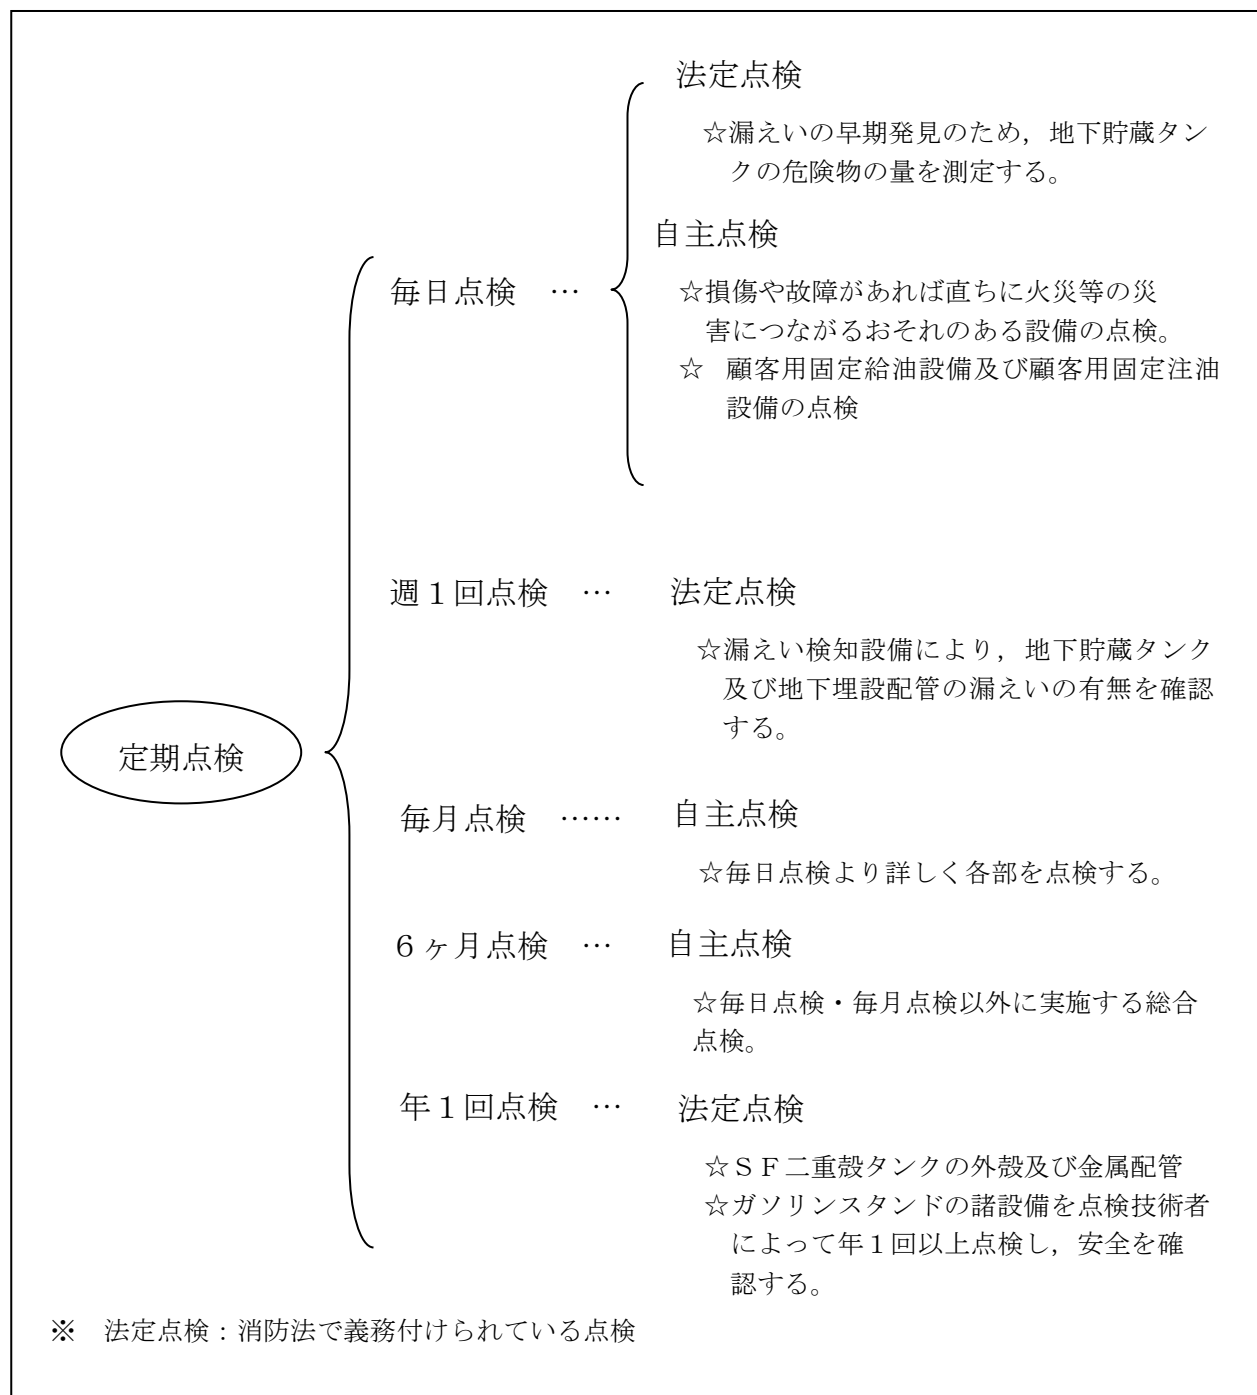 定期点検
毎日点検 …
法定点検
☆漏えいの早期発見のため，地下貯蔵タン
クの危険物の量を測定する。
自主点検
☆損傷や故障があれば直ちに火災等の災
害につながるおそれのある設備の点検。
☆ 顧客用固定給油設備及び顧客用固定注油
設備の点検
週１回点検 … 法定点検
☆漏えい検知設備により，地下貯蔵タンク
及び地下埋設配管の漏えいの有無を確認
する。
毎月点検 …… 自主点検
☆毎日点検より詳しく各部を点検する。
６ヶ月点検 … 自主点検
☆毎日点検・毎月点検以外に実施する総合
点検。
年１回点検 … 法定点検
☆ＳＦ二重殻タンクの外殻及び金属配管
☆ガソリンスタンドの諸設備を点検技術者
によって年１回以上点検し，安全を確
認する。
※ 法定点検：消防法で義務付けられている点検